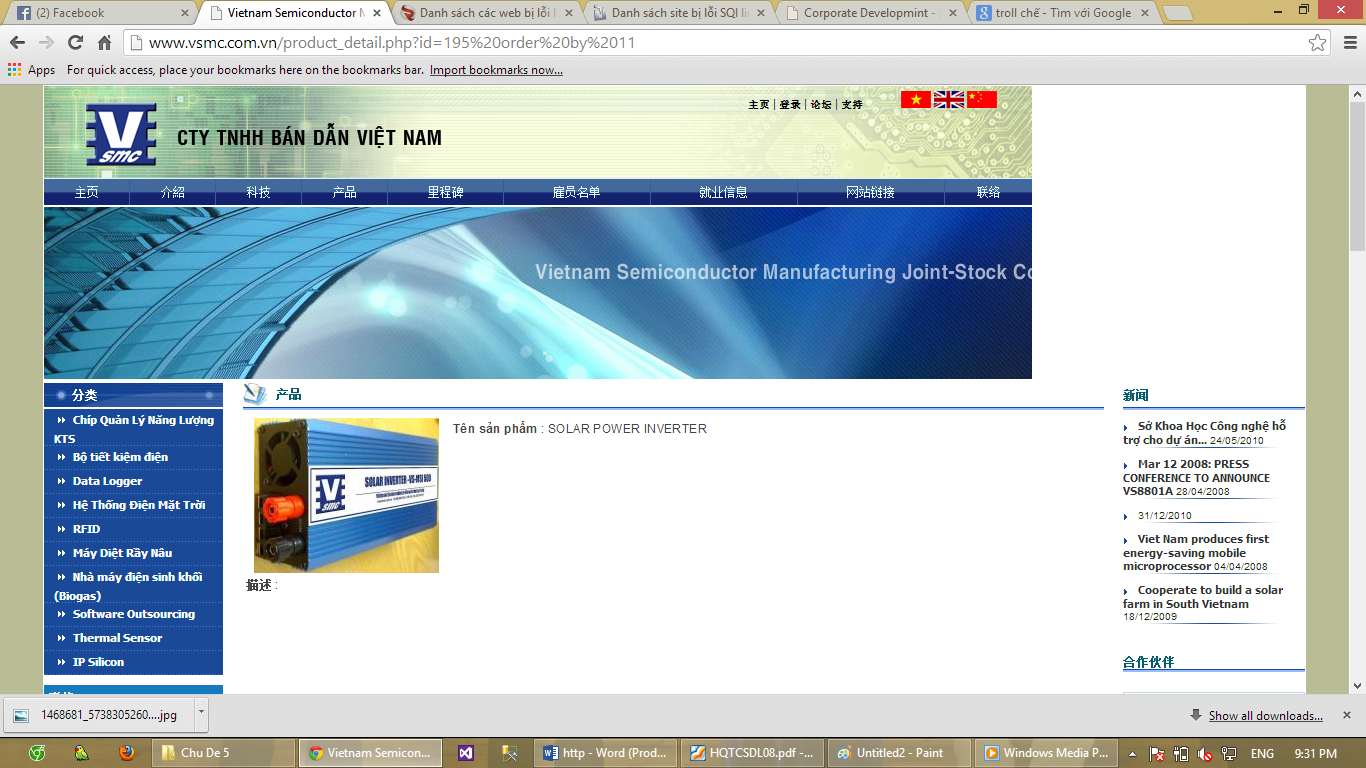 (2) Facebook
Vietnam Semiconductor M
Danh sách các web bị lỗi
Danh sách site bị lỗi SQl
Corporate Developmint -
troll chế - Tìm với Google
www.vsmc.com.vn/product_detail.php?id=195%20order%20by%2011
Apps For quick access, place your bookmarks here on the bookmarks bar. Import bookmarks now...
主页 | 登录 | 论坛 | 支持
V
SMC
CTY TNHH BÁN DẪN VIỆT NAM
主页 介紹 科技 产品 里程碑 雇员名单 就业信息 网站链接 联络
Vietnam Semiconductor Manufacturing Joint-Stock Co
分类
Chíp Quản Lý Năng Lượng
KTS
Bộ tiết kiệm điện
Data Logger
Hệ Thống Điện Mặt Trời
RFID
Máy Diệt Rầy Nâu
Nhà máy điện sinh khối
(Biogas)
Software Outsourcing
Thermal Sensor
IP Silicon
产品
Tên sản phẩm : SOLAR POWER INVERTER
V
SMC
SOLAR INVERTER -VS-MSI 500
描述 :
新闻
Sở Khoa Học Công nghệ hỗ
trợ cho dự án... 24/05/2010
Mar 12 2008: PRESS
CONFERENCE TO ANNOUNCE
VS8801A 28/04/2008
31/12/2010
Viet Nam produces first
energy-saving mobile
microprocessor 04/04/2008
Cooperate to build a solar
farm in South Vietnam
18/12/2009
合作伙伴
1468681_5738305260....jpg
Show all downloads...
Chu De 5
Vietnam Semicon...
http - Word (Prod...
HQTCSDL08.pdf -...
Untitled2 - Paint
Windows Media P...
ENG
9:31 PM